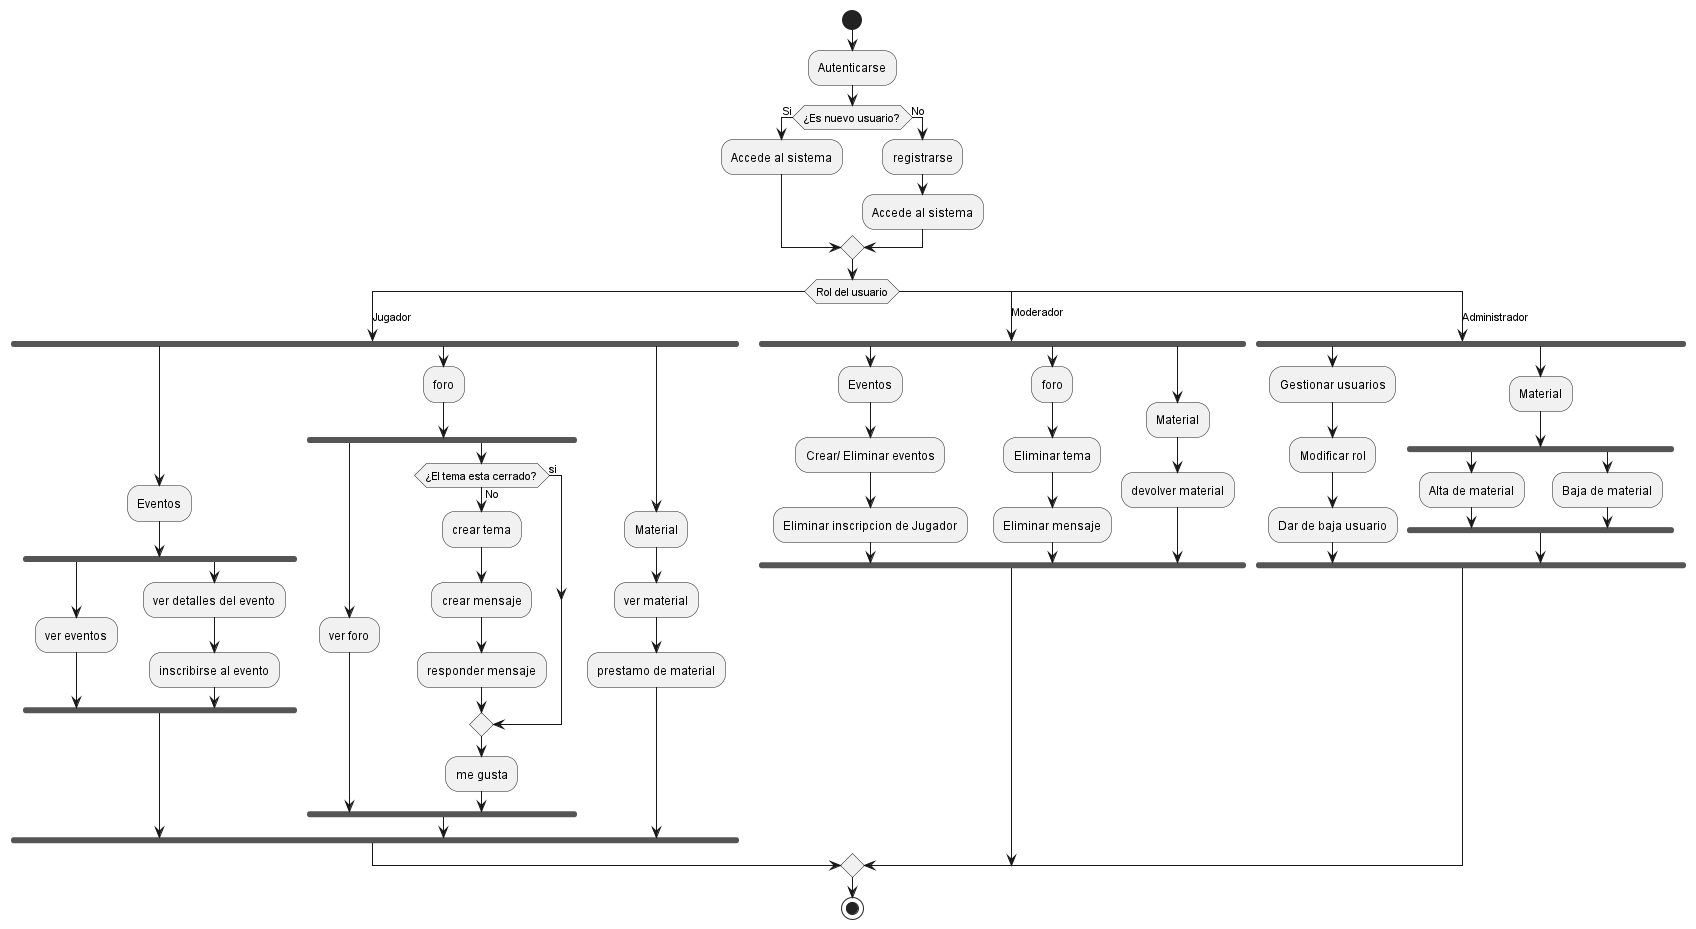 Autenticarse
Si
¿Es nuevo usuario?
No
Accede al sistema
registrarse
Accede al sistema
Rol del usuario
Jugador
Moderador
Administrador
Eventos
ver eventos
ver detalles del evento
inscribirse al evento
foro
ver foro
¿El tema esta cerrado?
si
No
crear tema
crear mensaje
responder mensaje
me gusta
Material
ver material
prestamo de material
Eventos
Crear/ Eliminar eventos
Eliminar inscripcion de Jugador
foro
Eliminar tema
Eliminar mensaje
Material
devolver material
Gestionar usuarios
Modificar rol
Dar de baja usuario
Material
Alta de material
Baja de material